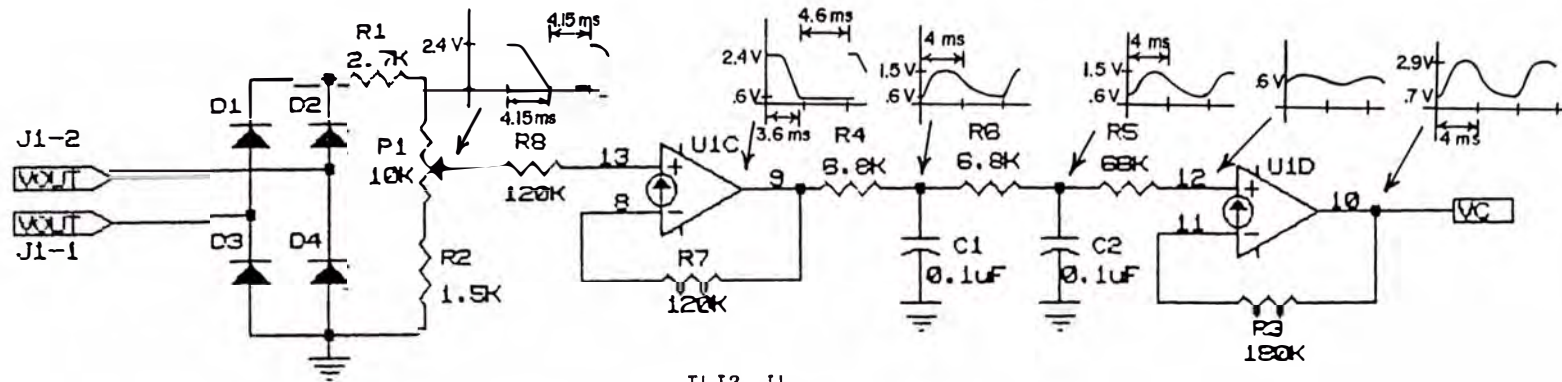 J1-2
VOUT
VOUT
J1-1
D1
D2
D3
D4
R1
2.7K
P1
10K
R2
1.5K
2.4 V
4.15 ms
4.15 ms
R8
120K
13
8
U1C
9
R7
120K
4.6 ms
2.4 V
.6 V
3.6 ms
R4
6.8K
4 ms
1.5 V
.6 V
R6
6.8K
C1
0.1uF
C2
0.1uF
4 ms
1.5 V
.6 V
R5
68K
.6 V
12
11
U1D
10
R3
180K
2.9 V
.7 V
4 ms
VC